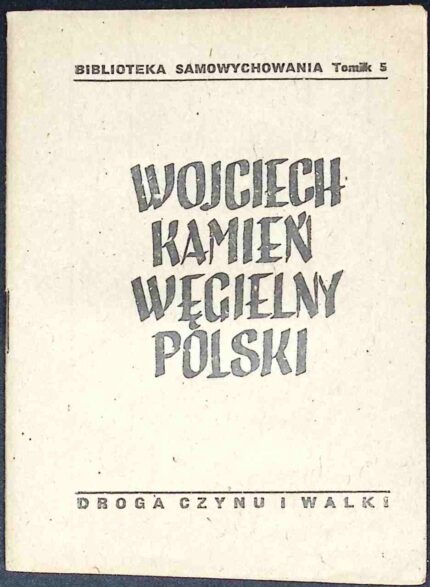 BIBLIOTEKA SAMOWYCHOWANIA Tomik 5
WOJCIECH
KAMIEŃ
WĘGIELNY
POLSKI
DROGA CZYNU I WALKI